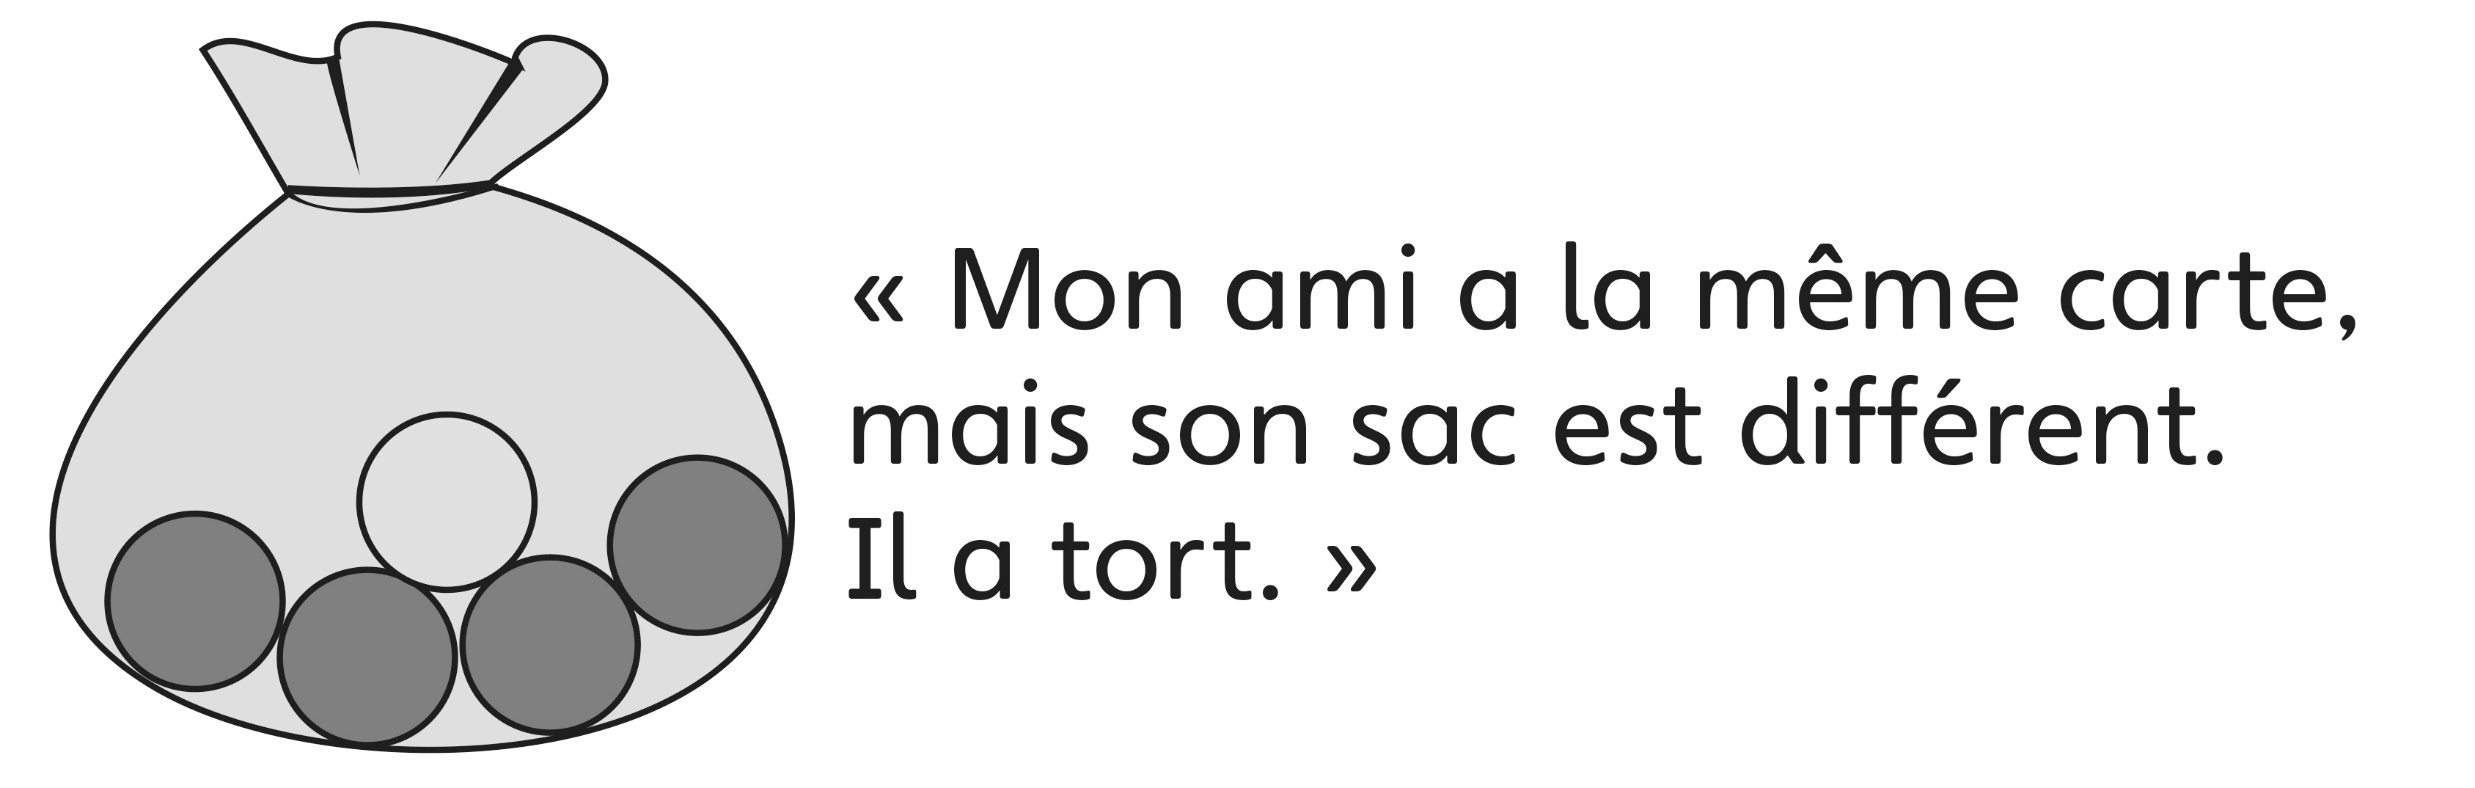 « Mon ami a la même carte,
mais son sac est différent.
Il a tort. »